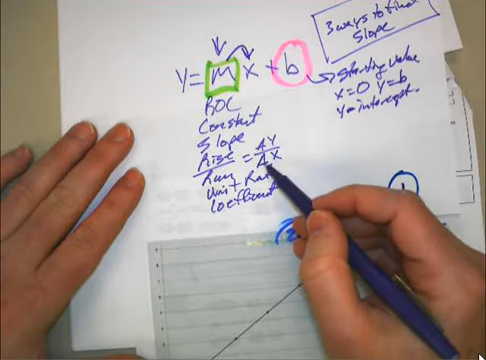 3 ways to find
Slope
Y = m x + b
ROC
Constant
Slope
Rise = ΔY
Run ΔX
Unit Rat
Coefficient
Starting value
x=0 y=b
y-intercept.
1